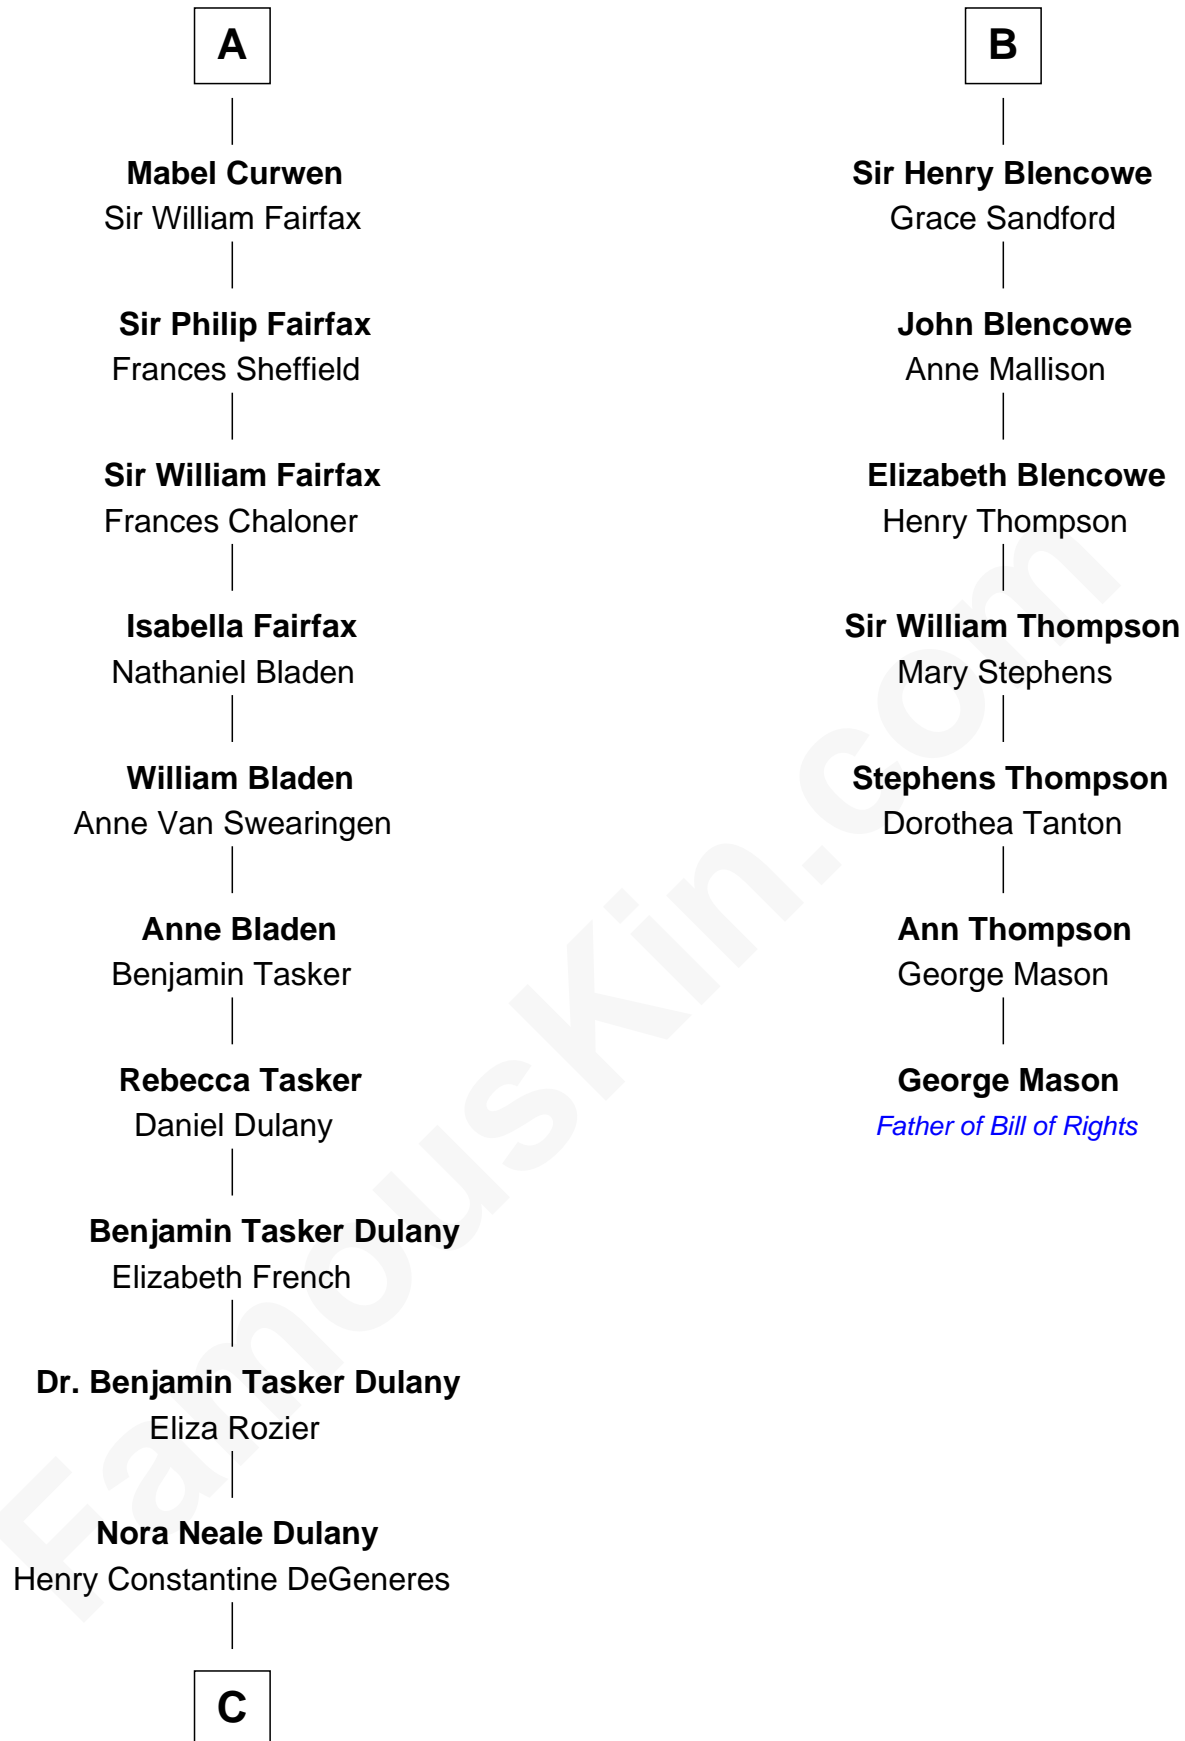 A
Mabel Curwen
Sir William Fairfax
Sir Philip Fairfax
Frances Sheffield
Sir William Fairfax
Frances Chaloner
Isabella Fairfax
Nathaniel Bladen
William Bladen
Anne Van Swearingen
Anne Bladen
Benjamin Tasker
Rebecca Tasker
Daniel Dulany
Benjamin Tasker Dulany
Elizabeth French
Dr. Benjamin Tasker Dulany
Eliza Rozier
Nora Neale Dulany
Henry Constantine DeGeneres
C
B
Sir Henry Blencowe
Grace Sandford
John Blencowe
Anne Mallison
Elizabeth Blencowe
Henry Thompson
Sir William Thompson
Mary Stephens
Stephens Thompson
Dorothea Tanton
Ann Thompson
George Mason
George Mason
Father of Bill of Rights
FamousKin.com